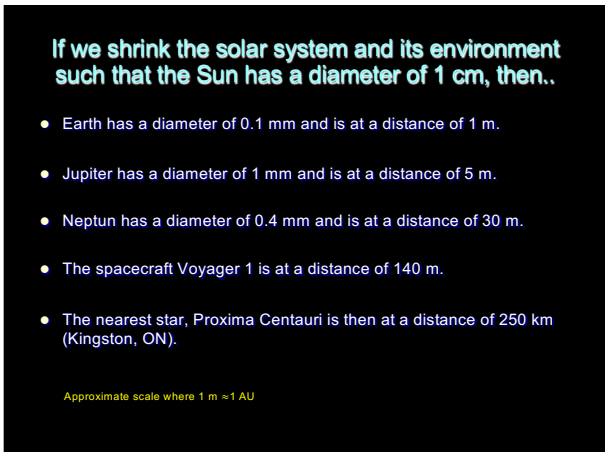 If we shrink the solar system and its environment
such that the Sun has a diameter of 1 cm, then..
● Earth has a diameter of 0.1 mm and is at a distance of 1 m.
● Jupiter has a diameter of 1 mm and is at a distance of 5 m.
● Neptun has a diameter of 0.4 mm and is at a distance of 30 m.
● The spacecraft Voyager 1 is at a distance of 140 m.
● The nearest star, Proxima Centauri is then at a distance of 250 km
(Kingston, ON).
Approximate scale where 1 m ≈1 AU